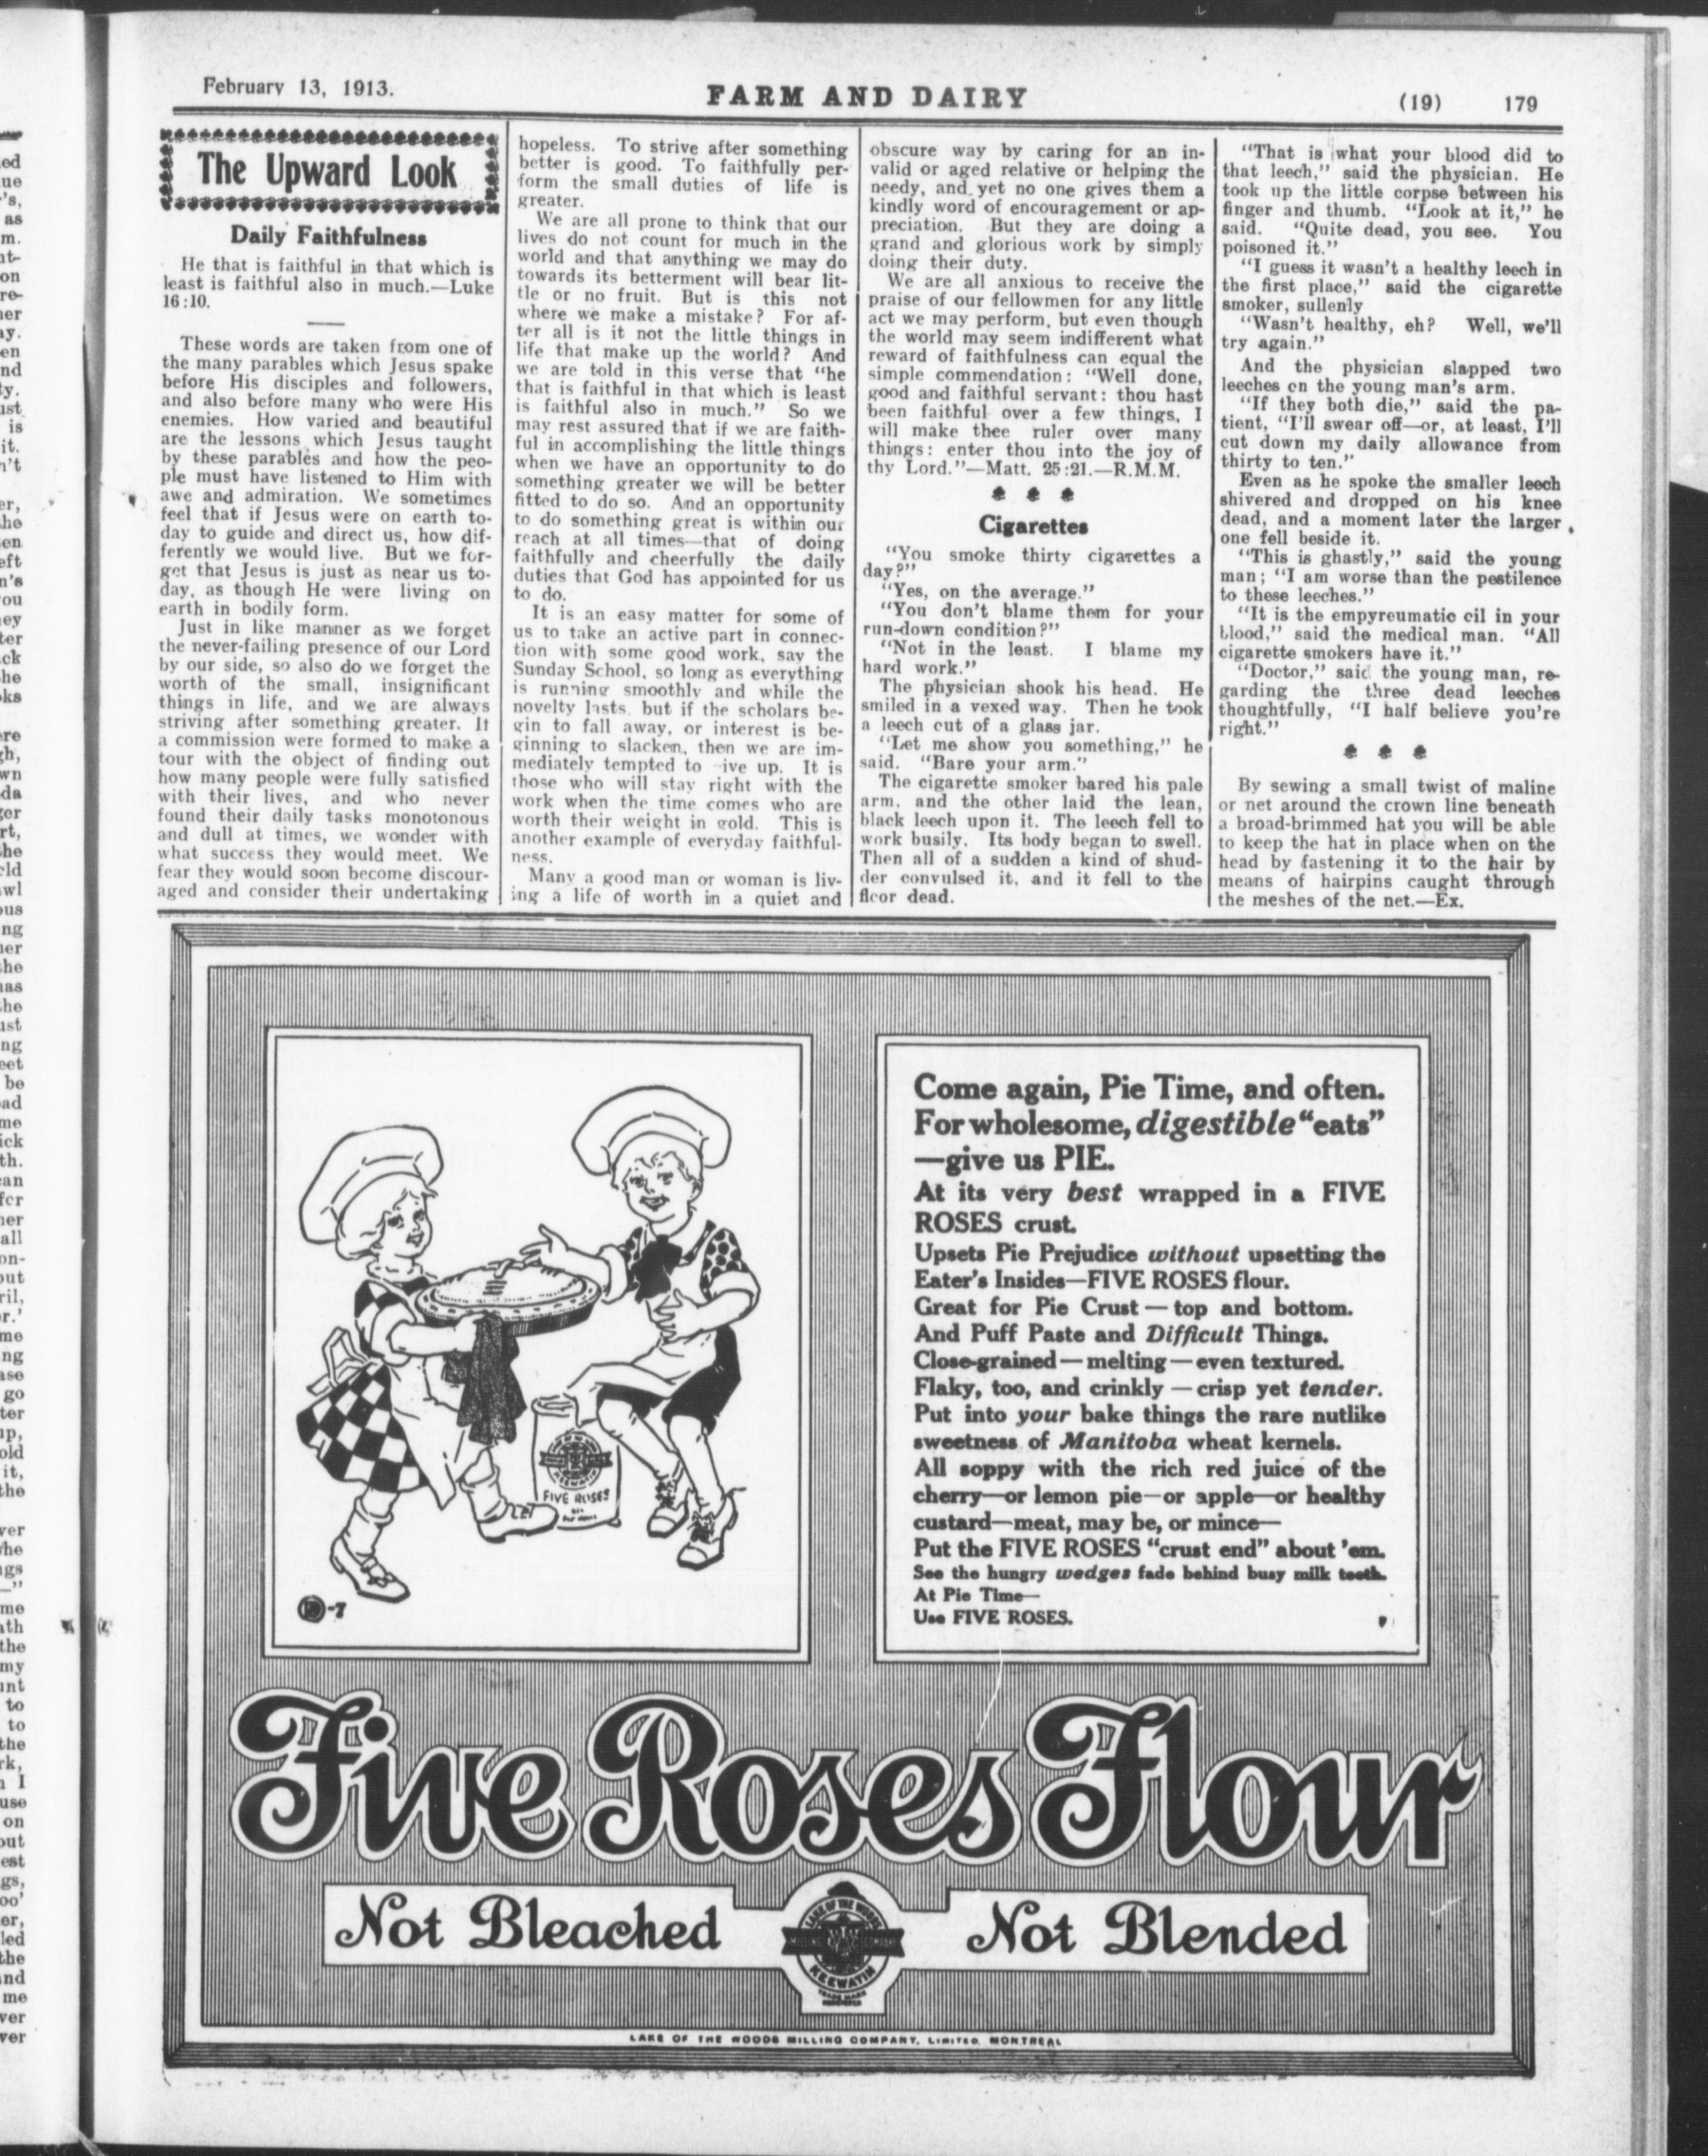 February 13, 1913.
FARM AND DAIRY
(19) 179
The Upward Look
Daily Faithfulness
He that is faithful in that which is
least is faithful also in much.—Luke
16:10.
These words are taken from one of
the many parables which Jesus spake
before His disciples and followers,
and also before many who were His
enemies. How varied and beautiful
are the lessons which Jesus taught
by these parables and how the peo-
ple must have listened to Him with
awe and admiration. We sometimes
feel that if Jesus were on earth to-
day to guide and direct us, how dif-
ferently we would live. But we for-
get that Jesus is just as near us to-
day, as though He were living on
earth in bodily form.
Just in like manner as we forget
the never-failing presence of our Lord
by our side, so also do we forget the
worth of the small, insignificant
things in life, and we are always
striving after something greater. If
a commission were formed to make a
tour with the object of finding out
how many people were fully satisfied
with their lives, and who never
found their daily tasks monotonous
and dull at times, we wonder with
what success they would meet. We
fear they would soon become discour-
aged and consider their undertaking
hopeless. To strive after something
better is good. To faithfully per-
form the small duties of life is
greater.
We are all prone to think that our
lives do not count for much in the
world and that anything we may do
towards its betterment will bear lit-
tle or no fruit. But is this not
where we make a mistake? For af-
ter all is it not the little things in
life that make up the world? And
we are told in this verse that "he
that is faithful in that which is least
is faithful also in much." So we
may rest assured that if we are faith-
ful in accomplishing the little things
when we have an opportunity to do
something greater we will be better
fitted to do so. And an opportunity
to do something great is within our
reach at all times—that of doing
faithfully and cheerfully the daily
duties that God has appointed for us
to do.
It is an easy matter for some of
us to take an active part in connec-
tion with some good work, say the
Sunday School, so long as everything
is running smoothly and while the
novelty lasts, but if the scholars be-
gin to fall away, or interest is be-
ginning to slacken, then we are im-
mediately tempted to ive up. It is
those who will stay right with the
work when the time comes who are
worth their weight in gold. This is
another example of everyday faithful-
ness.
Many a good man or woman is liv-
ing a life of worth in a quiet and
obscure way by caring for an in-
valid or aged relative or helping the
needy, and yet no one gives them a
kindly word of encouragement or ap-
preciation. But they are doing a
grand and glorious work by simply
doing their duty.
We are all anxious to receive the
praise of our fellowmen for any little
act we may perform, but even though
the world may seem indifferent what
reward of faithfulness can equal the
simple commendation: "Well done,
good and faithful servant: thou hast
been faithful over a few things, I
will make thee ruler over many
things: enter thou into the joy of
thy Lord."—Matt. 25:21.—R.M.M.
Cigarettes
"You smoke thirty cigarettes a
day?"
"Yes, on the average."
"You don't blame them for your
run-down condition?"
"Not in the least. I blame my
hard work."
The physician shook his head. He
smiled in a vexed way. Then he took
a leech cut of a glass jar.
"Let me show you something," he
said. "Bare your arm."
The cigarette smoker bared his pale
arm, and the other laid the lean,
black leech upon it. The leech fell to
work busily. Its body began to swell.
Then all of a sudden a kind of shud-
der convulsed it, and it fell to the
flcor dead.
"That is what your blood did to
that leech," said the physician. He
took up the little corpse between his
finger and thumb. "Look at it," he
said. "Quite dead, you see. You
poisoned it."
"I guess it wasn't a healthy leech in
the first place," said the cigarette
smoker, sullenly
"Wasn't healthy, eh? Well, we'll
try again."
And the physician slapped two
leeches on the young man's arm.
"If they both die," said the pa-
tient, "I'll swear off—or, at least, I'll
cut down my daily allowance from
thirty to ten."
Even as he spoke the smaller leech
shivered and dropped on his knee
dead, and a moment later the larger
one fell beside it.
"This is ghastly," said the young
man; "I am worse than the pestilence
to these leeches."
"It is the empyreumatic cil in your
blood," said the medical man. "All
cigarette smokers have it."
"Doctor," said the young man, re-
garding the three dead leeches
thoughtfully, "I half believe you're
right."
By sewing a small twist of maline
or net around the crown line beneath
a broad-brimmed hat you will be able
to keep the hat in place when on the
head by fastening it to the hair by
means of hairpins caught through
the meshes of the net.—Ex.
Come again, Pie Time, and often.
For wholesome, digestible "eats"
—give us PIE.
At its very best wrapped in a FIVE
ROSES crust.
Upsets Pie Prejudice without upsetting the
Eater's Insides—FIVE ROSES flour.
Great for Pie Crust — top and bottom.
And Puff Paste and Difficult Things.
Close-grained — melting — even textured.
Flaky, too, and crinkly — crisp yet tender.
Put into your bake things the rare nutlike
sweetness of Manitoba wheat kernels.
All soppy with the rich red juice of the
cherry—or lemon pie—or apple—or healthy
custard—meat, may be, or mince—
Put the FIVE ROSES "crust end" about 'em.
See the hungry wedges fade behind busy milk teeth.
At Pie Time—
Use FIVE ROSES.
KEEWATIN
FIVE ROSES
-7
Five Roses Flour
Not Bleached
LAKE OF THE WOODS
KEEWATIN
TRADE MARK
Not Blended
LAKE OF THE WOODS MILLING COMPANY, LIMITED, MONTREAL